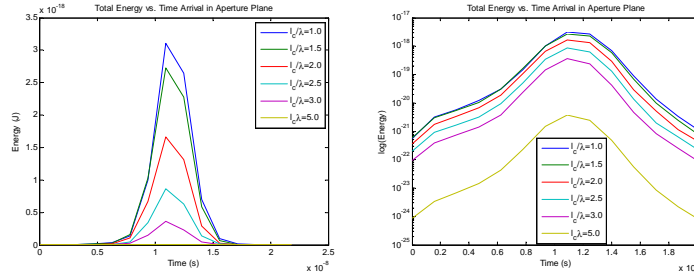 Total Energy vs. Time Arrival in Aperture Plane
x 10^-18
3.5
3
2.5
2
1.5
1
0.5
0
Energy (J)
0
0.5
1
1.5
2
2.5
Time (s)
x 10^-8
l_c/λ=1.0
l_c/λ=1.5
l_c/λ=2.0
l_c/λ=2.5
l_c/λ=3.0
l_cλ=5.0
Total Energy vs. Time Arrival in Aperture Plane
10^-17
10^-18
10^-19
10^-20
10^-21
10^-22
10^-23
10^-24
10^-25
log(Energy)
0
0.2
0.4
0.6
0.8
1
1.2
1.4
1.6
1.8
Time (s)
x 10
l_c/λ=1.0
l_c/λ=1.5
l_c/λ=2.0
l_c/λ=2.5
l_c/λ=3.0
l_cλ=5.0